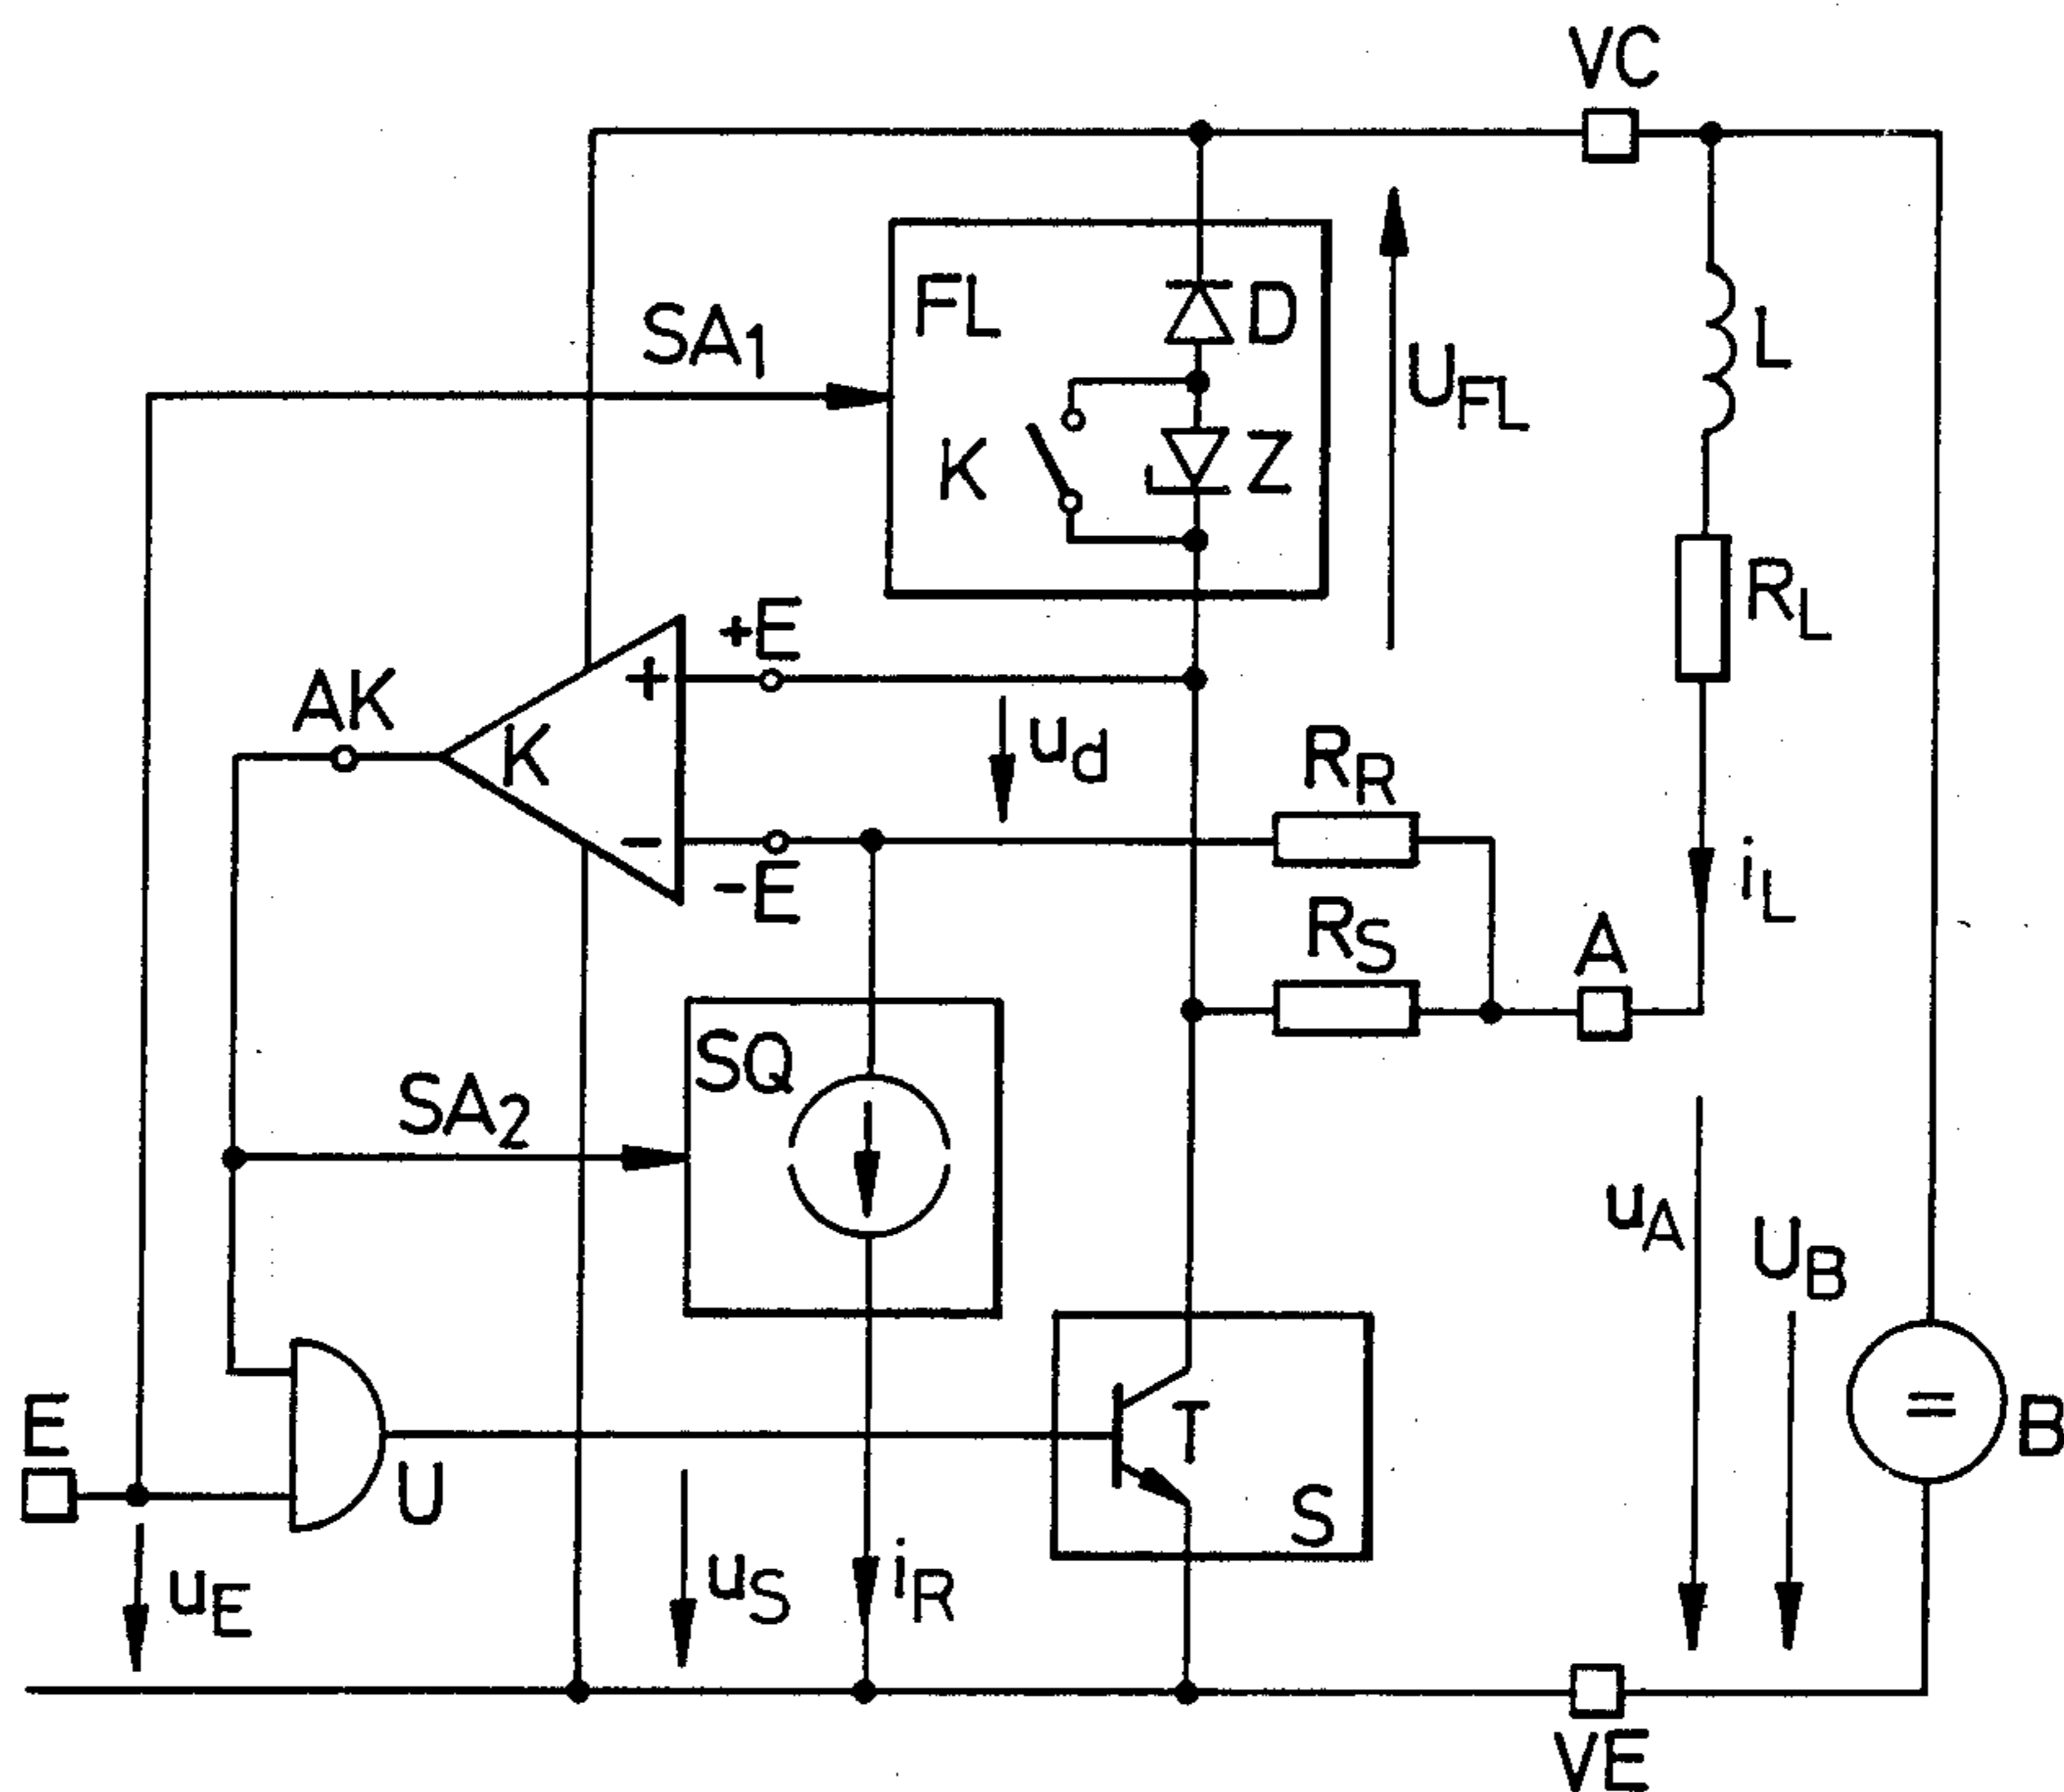 VC
FL
D
SA1
UFL
L
K
Z
RL
+E
+
AK
K
ud
RR
-
-E
iL
RS
A
SQ
SA2
uA
UB
E
U
T
=
B
S
uE
uS
iR
VE